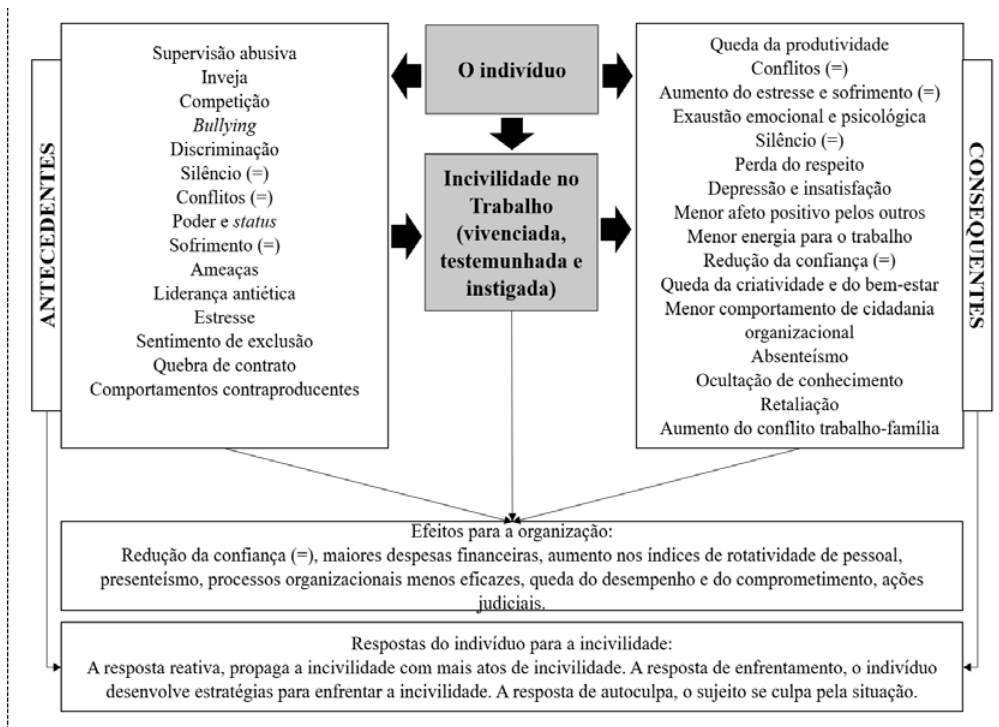 ANTECEDENTES
Supervisão abusiva
Inveja
Competição
Bullying
Discriminação
Silêncio (=)
Conflitos (=)
Poder e status
Sofrimento (=)
Ameaças
Liderança antiética
Estresse
Sentimento de exclusão
Quebra de contrato
Comportamentos contraproducentes
O indivíduo
Incivilidade no
Trabalho
(vivenciada,
testemunhada e
instigada)
Queda da produtividade
Conflitos (=)
Aumento do estresse e sofrimento (=)
Exaustão emocional e psicológica
Silêncio (=)
Perda do respeito
Depressão e insatisfação
Menor afeto positivo pelos outros
Menor energia para o trabalho
Redução da confiança (=)
Queda da criatividade e do bem-estar
Menor comportamento de cidadania
organizacional
Absenteísmo
Ocultação de conhecimento
Retaliação
Aumento do conflito trabalho-família
CONSEQUENTES
Efeitos para a organização:
Redução da confiança (=), maiores despesas financeiras, aumento nos índices de rotatividade de pessoal,
presenteísmo, processos organizacionais menos eficazes, queda do desempenho e do comprometimento, ações
judiciais.
Respostas do indivíduo para a incivilidade:
A resposta reativa, propaga a incivilidade com mais atos de incivilidade. A resposta de enfrentamento, o indivíduo
desenvolve estratégias para enfrentar a incivilidade. A resposta de autoculpa, o sujeito se culpa pela situação.